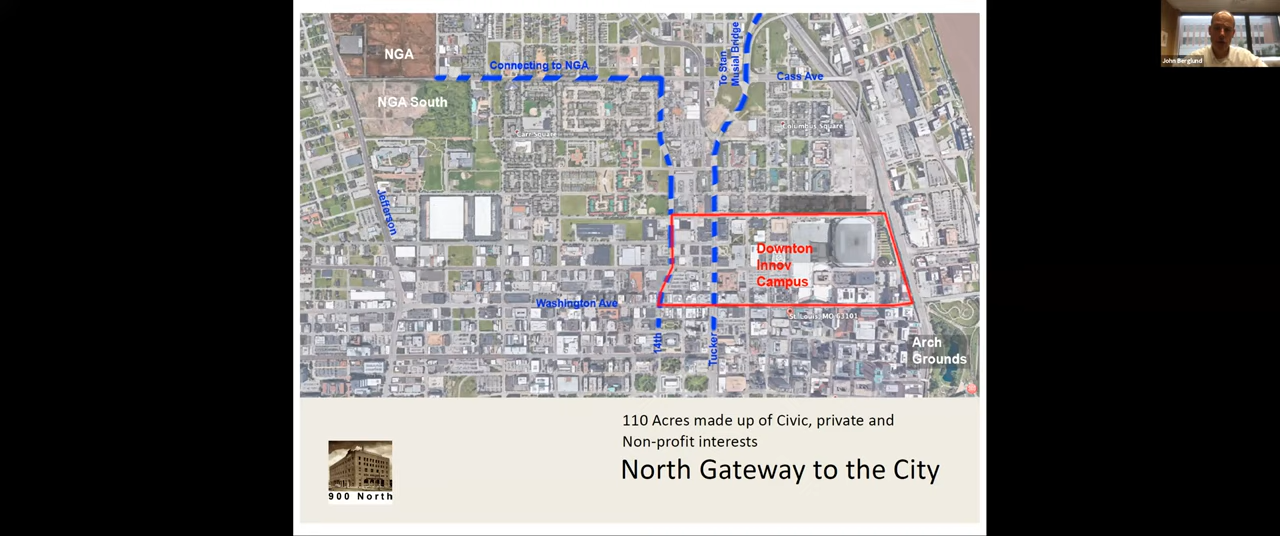 NGA
Connecting to NGA
To Stan
Musial Bridge
Cass Ave
NGA South
Carr Square
Columbus Square
Jefferson
Downton
Innov
Campus
Washington Ave
St. Louis, MO 63101
14th
Tucker
Arch
Grounds
110 Acres made up of Civic, private and
Non-profit interests
North Gateway to the City
900 North
John Berglund